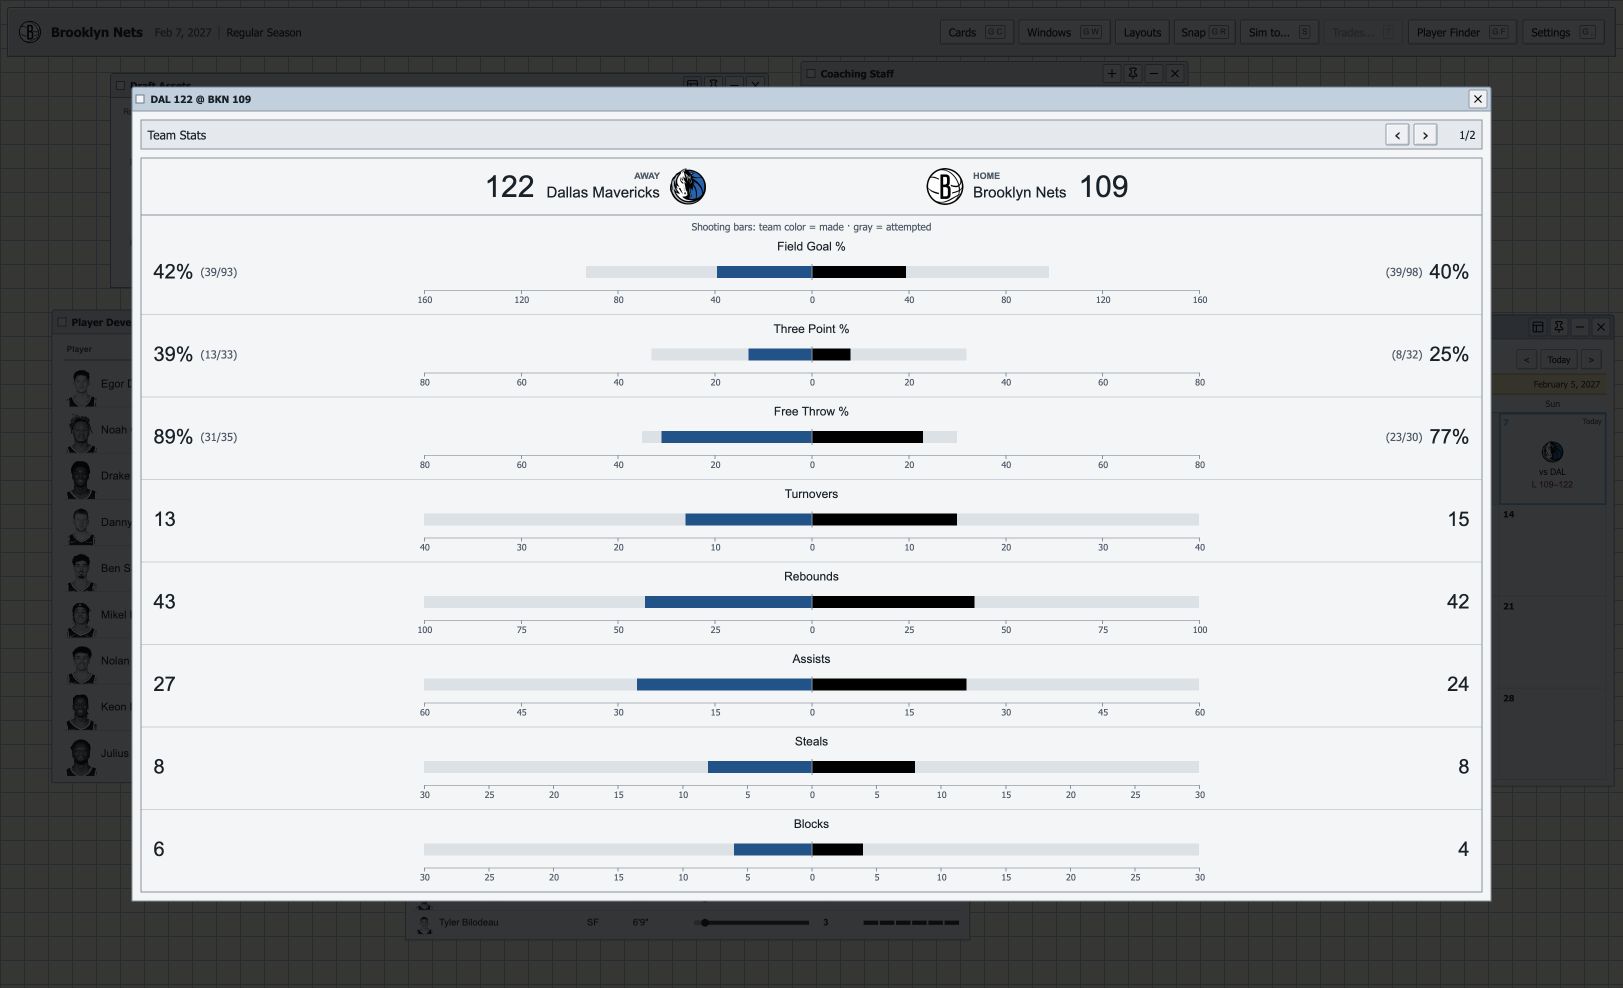 Brooklyn Nets Feb 7, 2027 Regular Season Cards G C Windows G W Layouts Snap G R Sim to... S Trades... T Player Finder G F Settings G .
Draft Assets
Coaching Staff
DAL 122 @ BKN 109
Team Stats 1/2
AWAY
122 Dallas Mavericks
HOME
Brooklyn Nets 109
Shooting bars: team color = made · gray = attempted
Field Goal %
42% (39/93) (39/98) 40%
160 120 80 40 0 40 80 120 160
Three Point %
39% (13/33) (8/32) 25%
80 60 40 20 0 20 40 60 80
Free Throw %
89% (31/35) (23/30) 77%
80 60 40 20 0 20 40 60 80
Turnovers
13 15
40 30 20 10 0 10 20 30 40
Rebounds
43 42
100 75 50 25 0 25 50 75 100
Assists
27 24
60 45 30 15 0 15 30 45 60
Steals
8 8
30 25 20 15 10 5 0 5 10 15 20 25 30
Blocks
6 4
30 25 20 15 10 5 0 5 10 15 20 25 30
Player Deve
Player
Egor D
Noah
Drake
Danny
Ben S
Mikel
Nolan
Keon
Julius
< Today >
February 5, 2027
Sun
7 Today
vs DAL
L 109–122
14
21
28
Tyler Bilodeau SF 6'9" 3